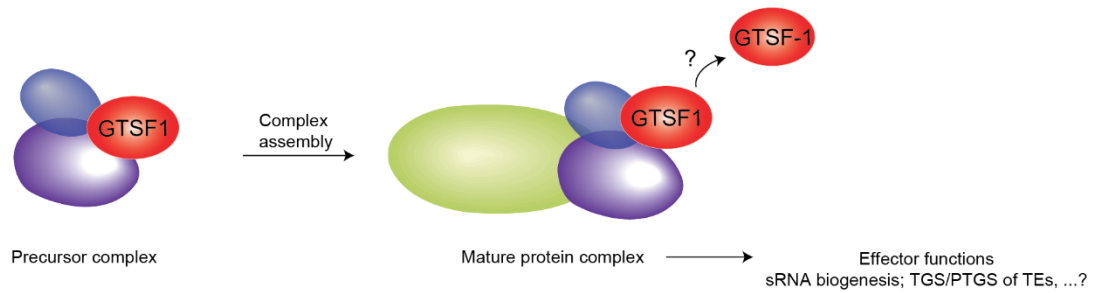 GTSF-1
?
GTSF1
Complex
assembly
GTSF1
Precursor complex
Mature protein complex
Effector functions
sRNA biogenesis; TGS/PTGS of TEs, ...?